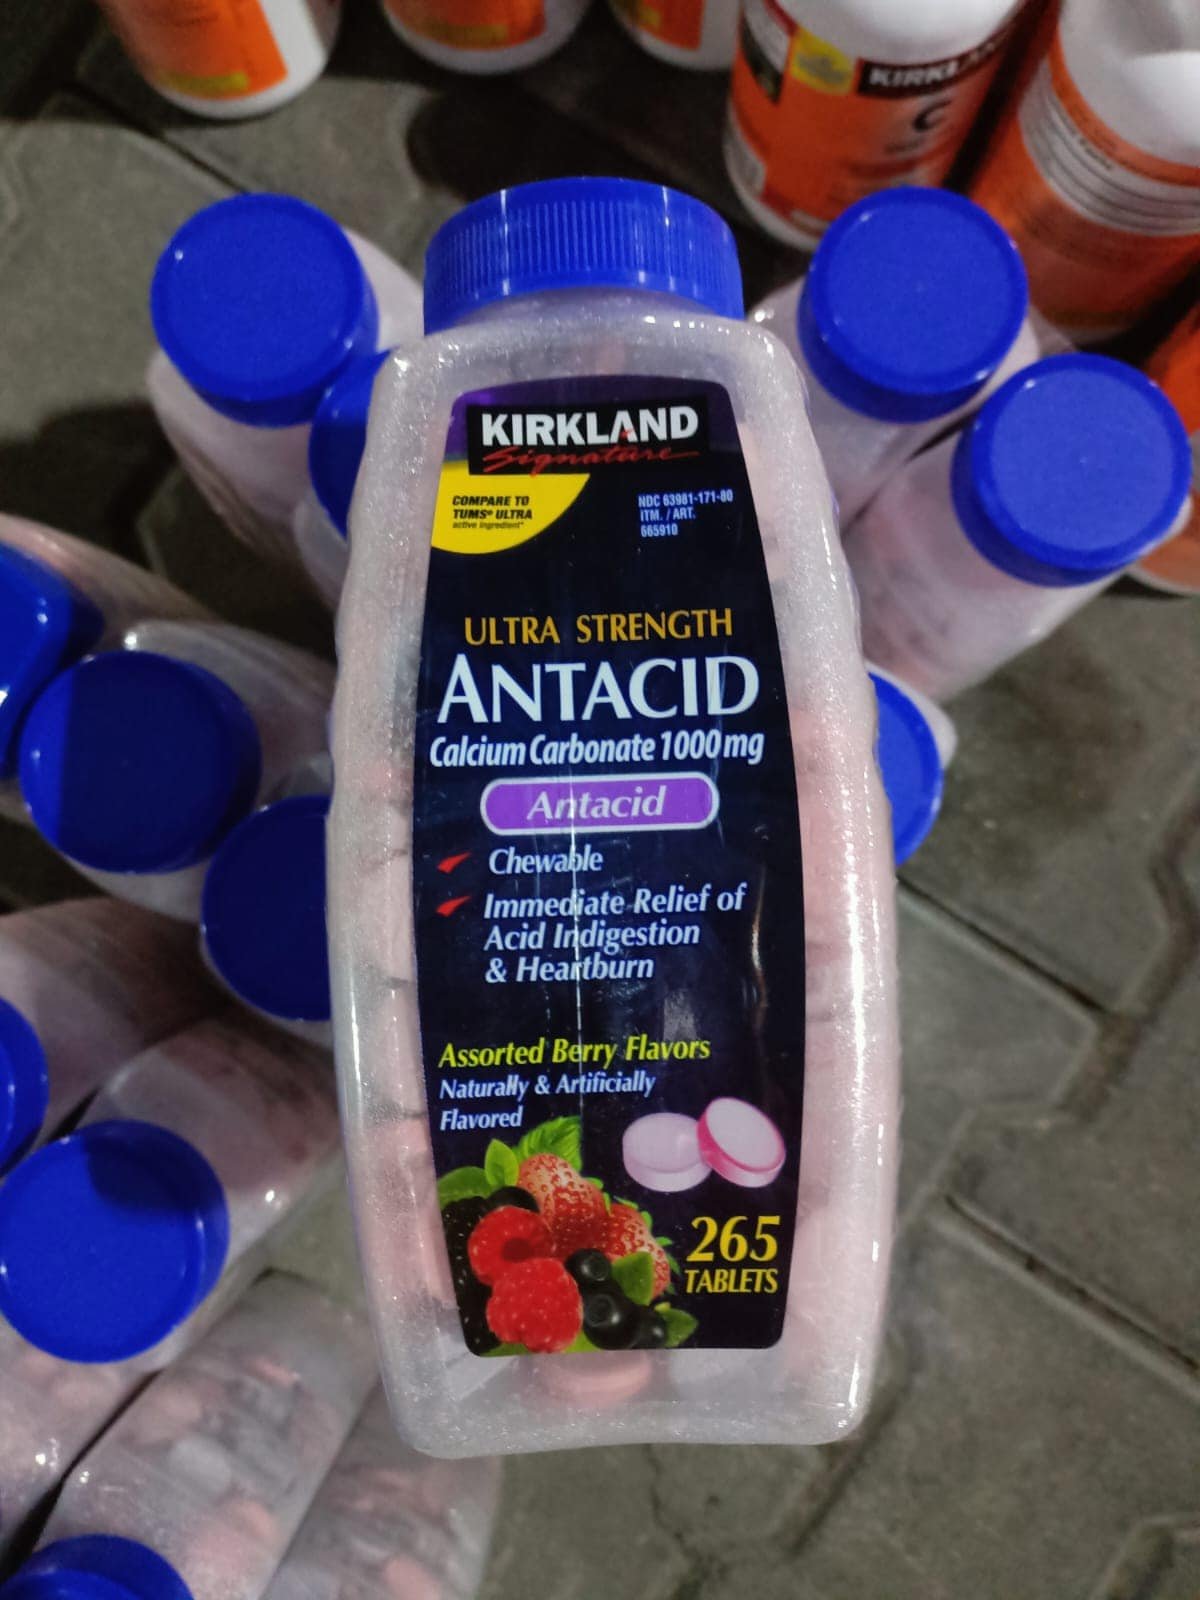 KIRKLAND
Signature
COMPARE TO
TUMS® ULTRA
active ingredient*
NDC 63981-171-80
ITM. / ART.
665910
ULTRA STRENGTH
ANTACID
Calcium Carbonate 1000 mg
Antacid
Chewable
Immediate Relief of
Acid Indigestion
& Heartburn
Assorted Berry Flavors
Naturally & Artificially
Flavored
265
TABLETS
C